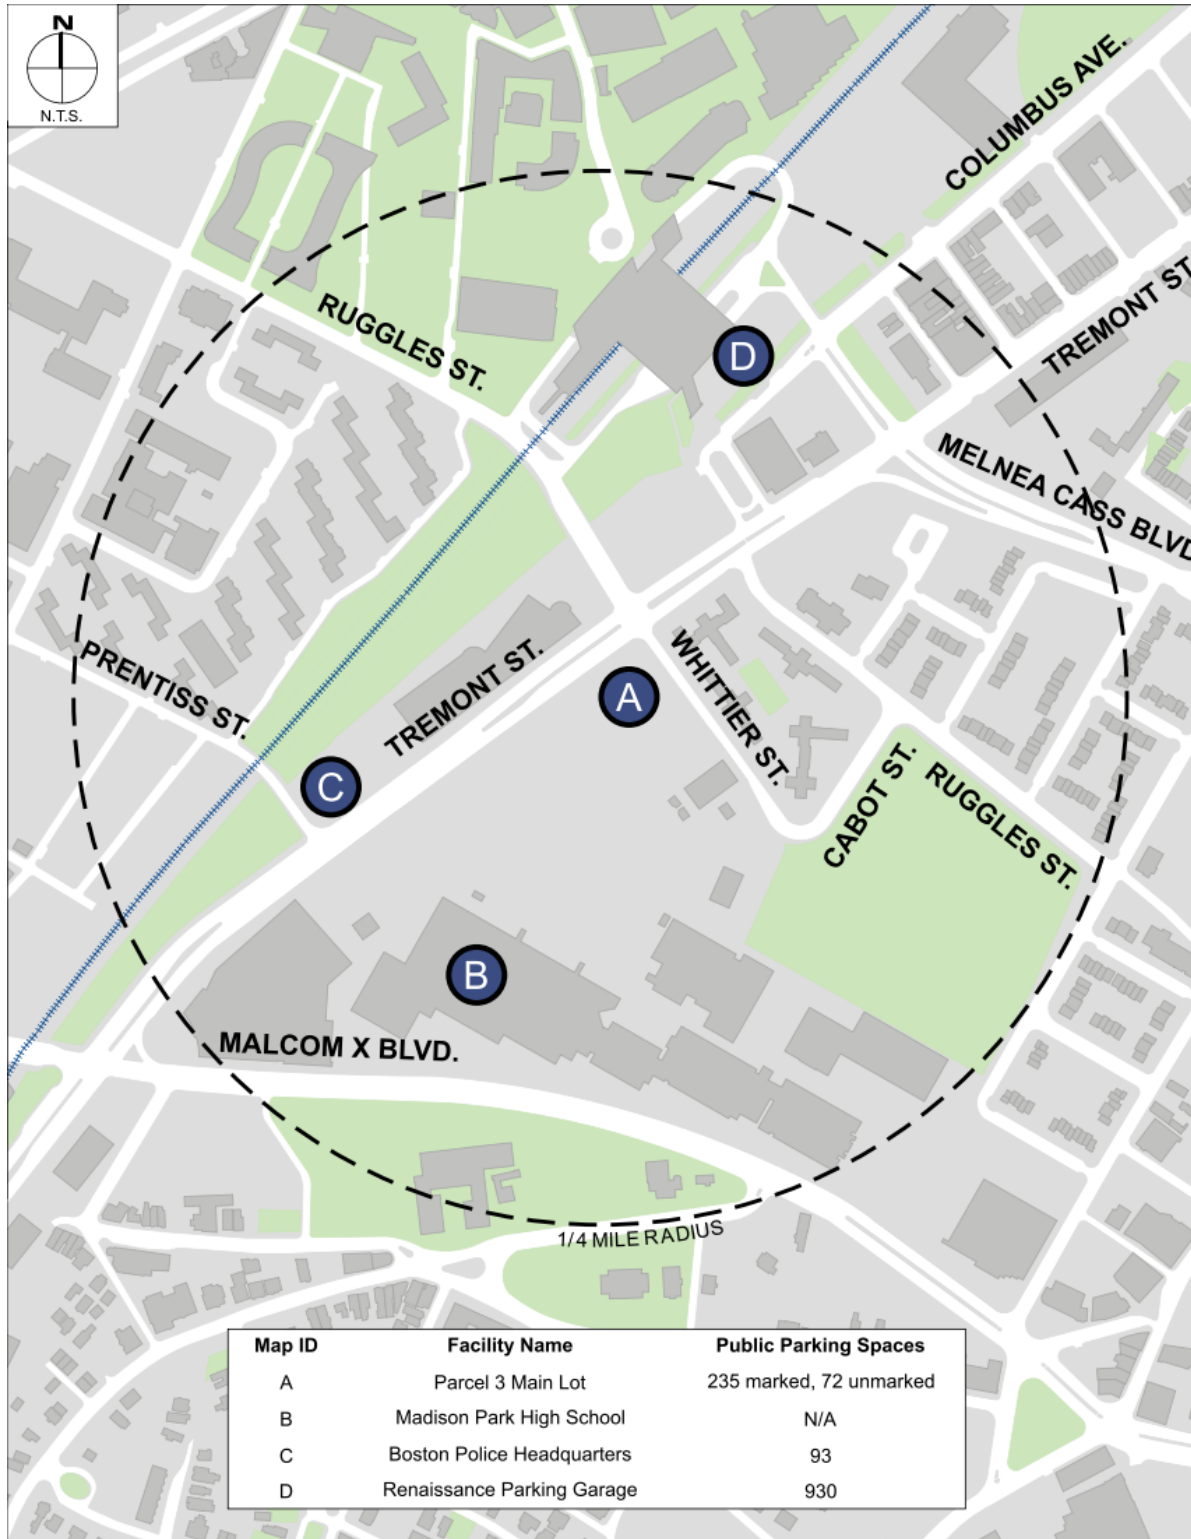 N
N.T.S.
COLUMBUS AVE.
TREMONT ST.
RUGGLES ST.
D
MELNEA CASS BLVD
PRENTISS ST.
TREMONT ST.
A
WHITTIER ST.
C
CABOT ST.
RUGGLES ST.
B
MALCOM X BLVD.
1/4 MILE RADIUS
Map ID Facility Name Public Parking Spaces
A Parcel 3 Main Lot 235 marked, 72 unmarked
B Madison Park High School N/A
C Boston Police Headquarters 93
D Renaissance Parking Garage 930